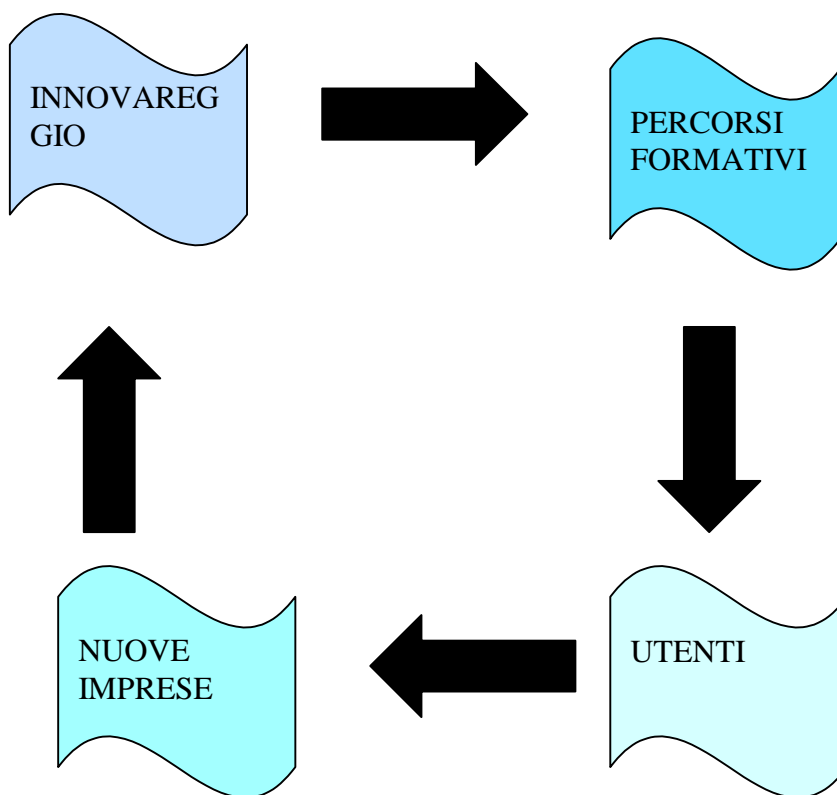 INNOVAREG
GIO
PERCORSI
FORMATIVI
NUOVE
IMPRESE
UTENTI